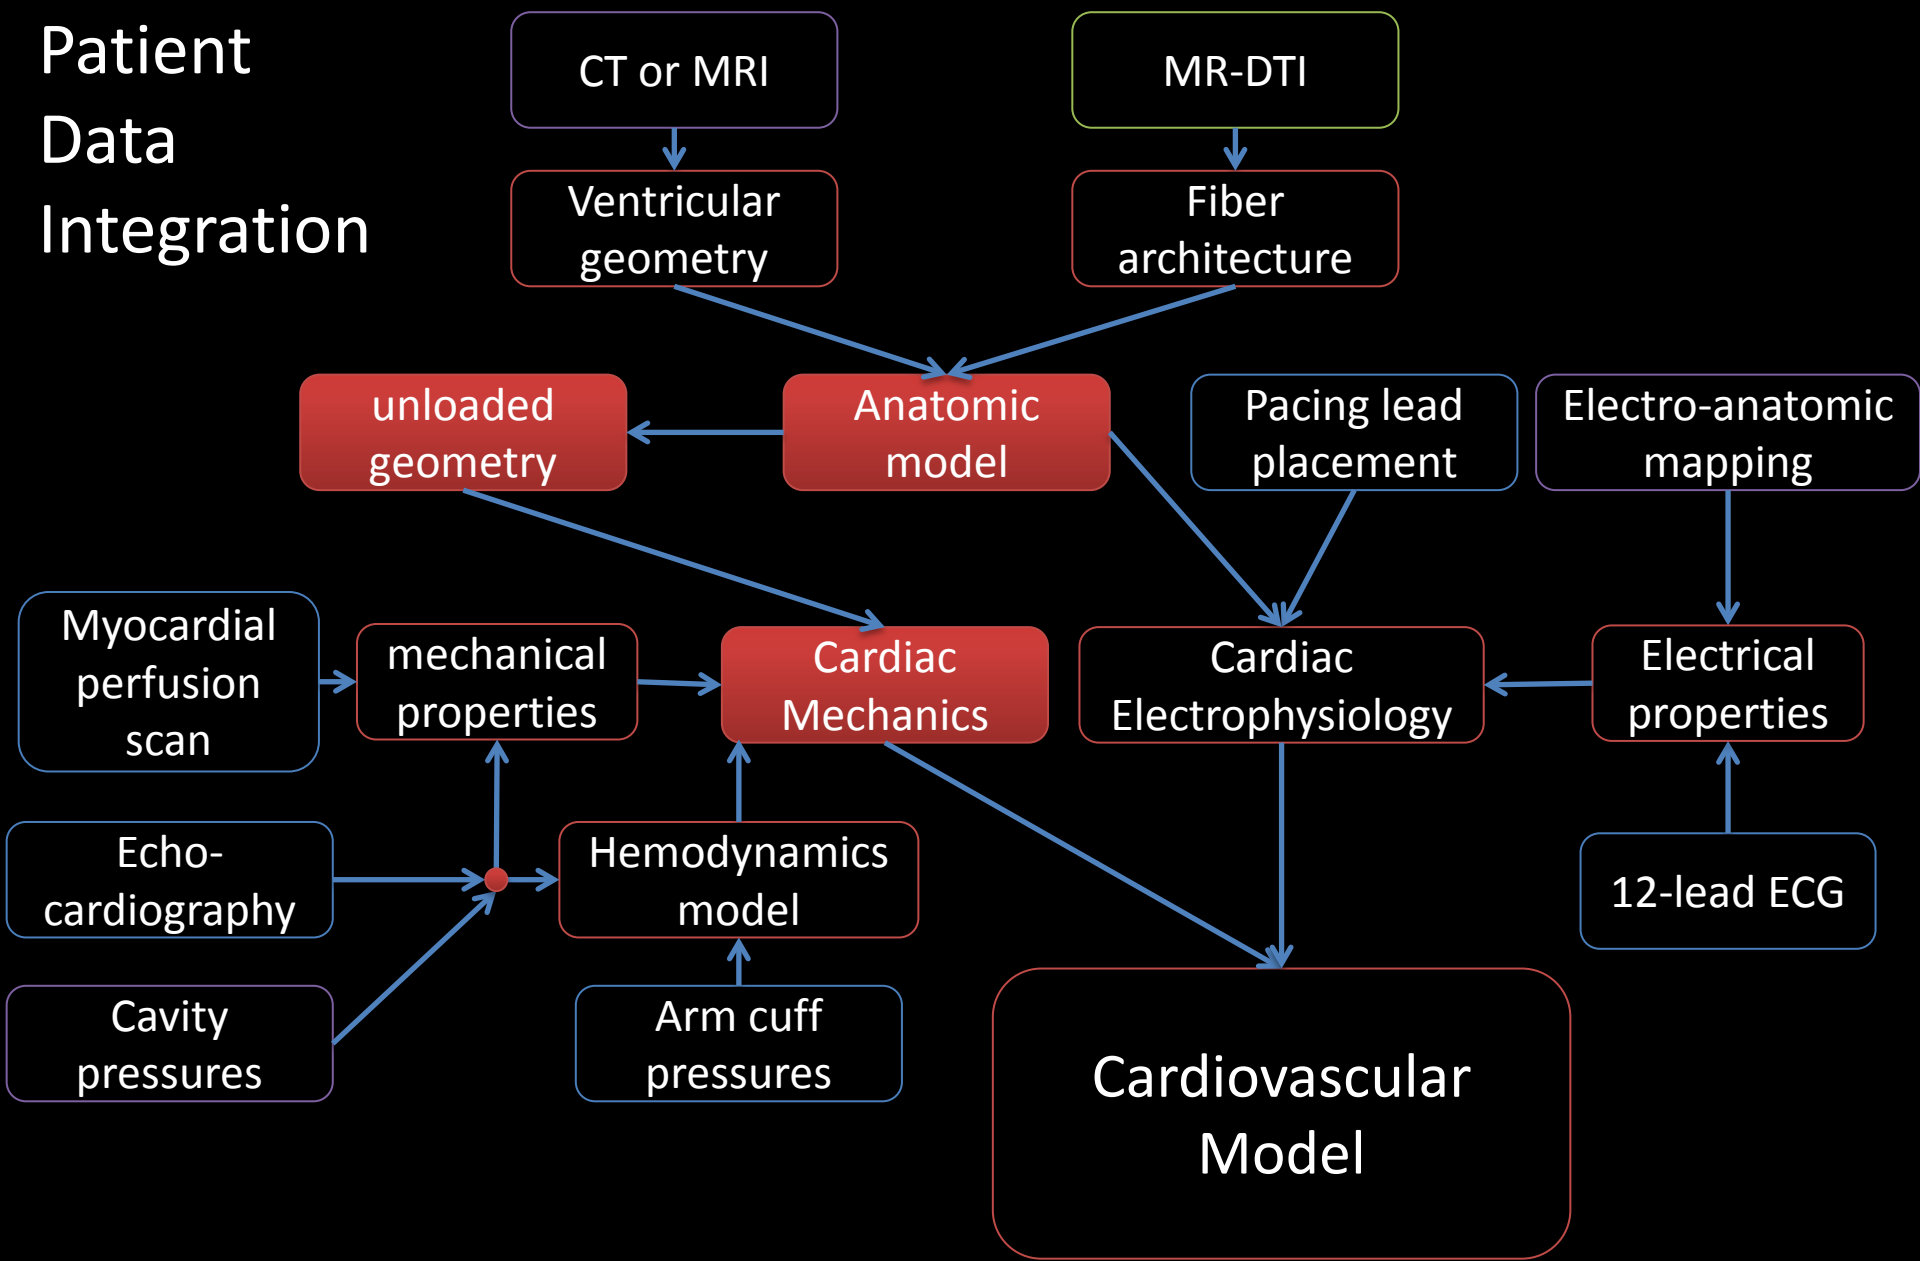 Patient
Data
Integration
CT or MRI
MR-DTI
Ventricular
geometry
Fiber
architecture
unloaded
geometry
Anatomic
model
Pacing lead
placement
Electro-anatomic
mapping
Myocardial
perfusion
scan
mechanical
properties
Cardiac
Mechanics
Cardiac
Electrophysiology
Electrical
properties
Echo-
cardiography
Hemodynamics
model
12-lead ECG
Cavity
pressures
Arm cuff
pressures
Cardiovascular
Model